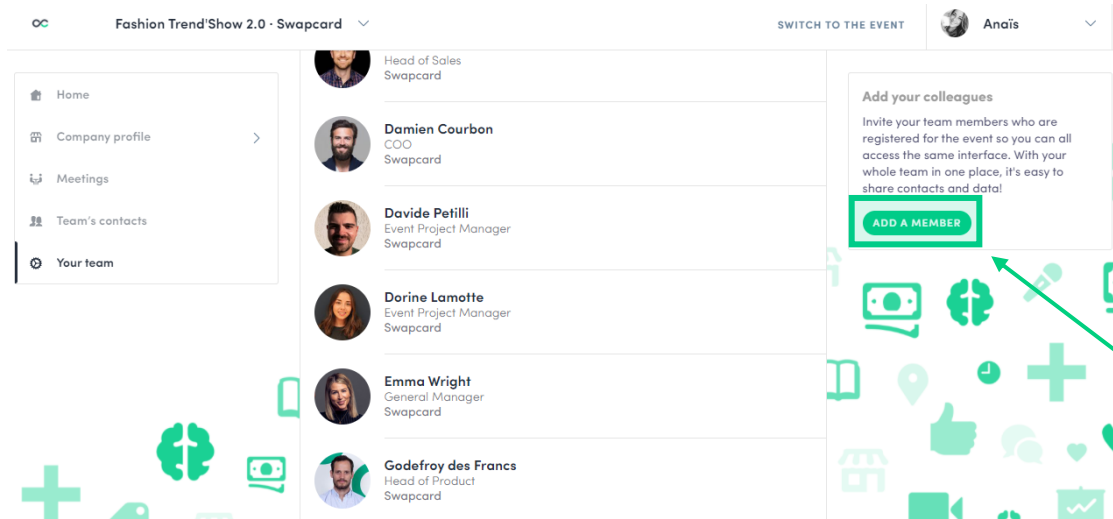 Fashion Trend'Show 2.0 · Swapcard
SWITCH TO THE EVENT
Anaïs
Home
Company profile
Meetings
Team's contacts
Your team
Head of Sales
Swapcard
Damien Courbon
COO
Swapcard
Davide Petilli
Event Project Manager
Swapcard
Dorine Lamotte
Event Project Manager
Swapcard
Emma Wright
General Manager
Swapcard
Godefroy des Francs
Head of Product
Swapcard
Add your colleagues
Invite your team members who are
registered for the event so you can all
access the same interface. With your
whole team in one place, it's easy to
share contacts and data!
ADD A MEMBER